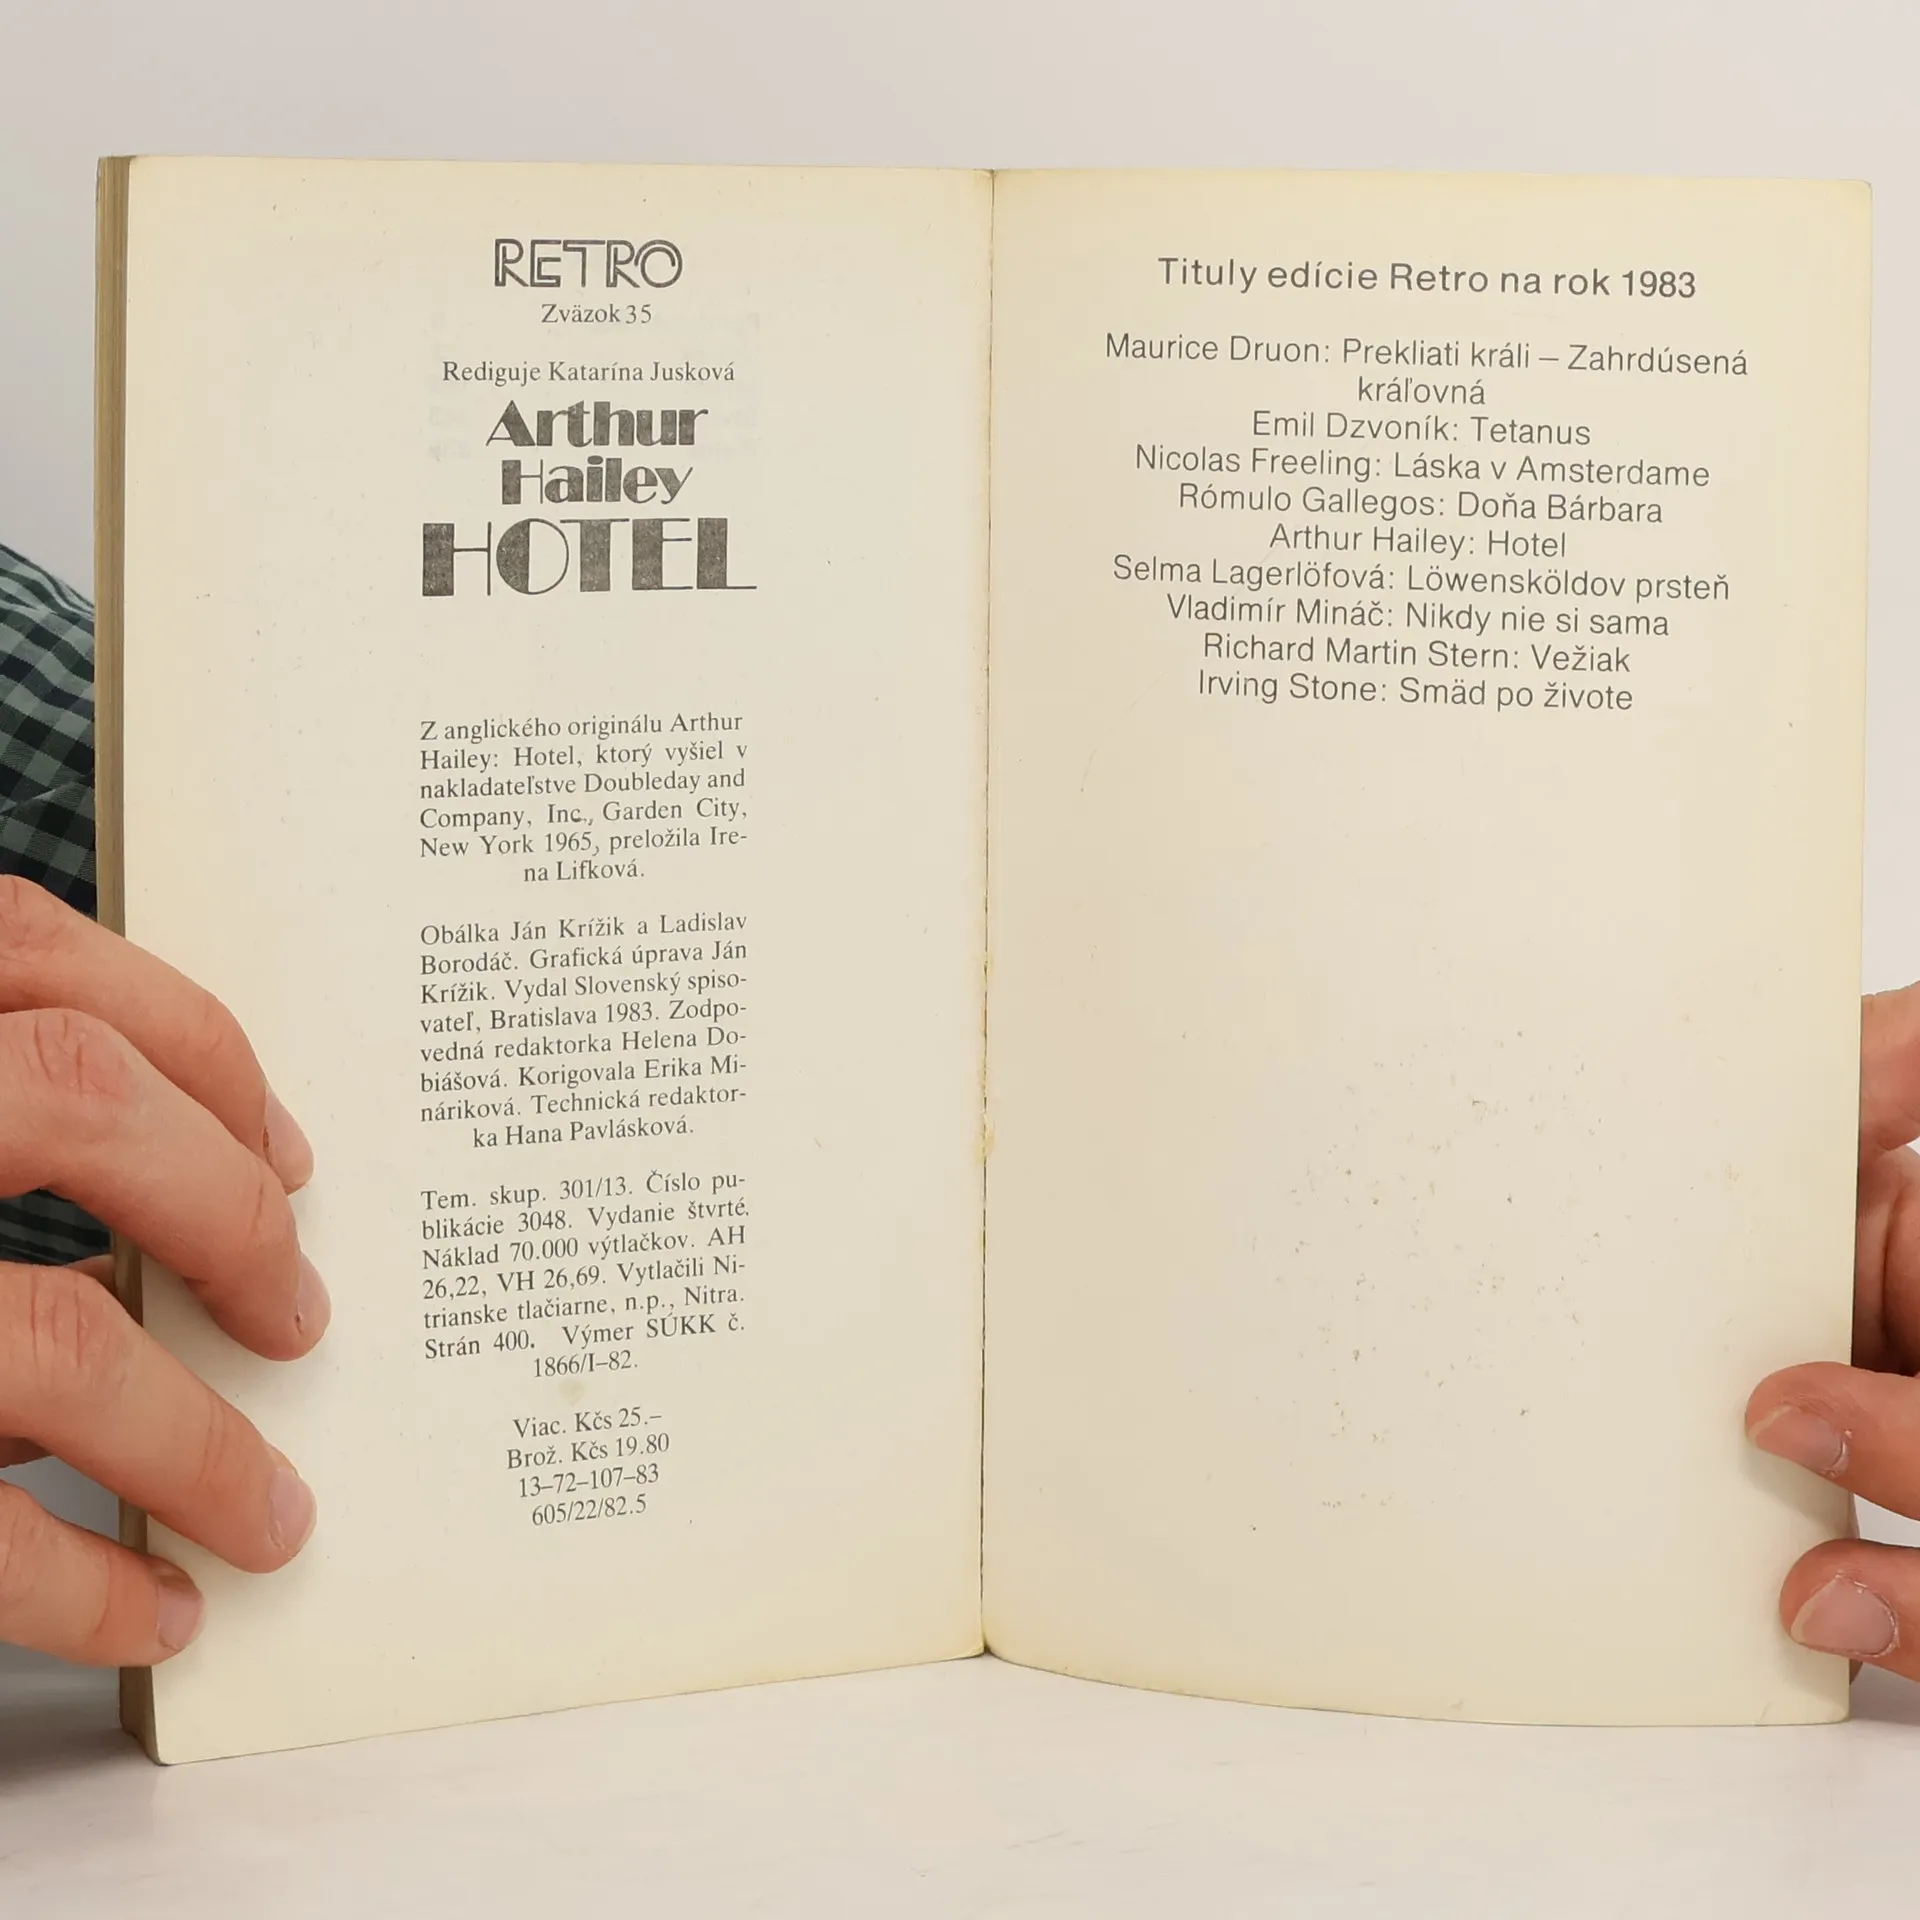 RETRO
Zväzok 35
Rediguje Katarína Jusková
Arthur
Hailey
HOTEL
Z anglického originálu Arthur
Hailey: Hotel, ktorý vyšiel v
nakladateľstve Doubleday and
Company, Inc., Garden City,
New York 1965, preložila Ire-
na Lifková.
Obálka Ján Krížik a Ladislav
Borodáč. Grafická úprava Ján
Krížik. Vydal Slovenský spiso-
vateľ, Bratislava 1983. Zodpo-
vedná redaktorka Helena Do-
biášová. Korigovala Erika Mi-
náriková. Technická redaktor-
ka Hana Pavlásková.
Tem. skup. 301/13. Číslo pu-
blikácie 3048. Vydanie štvrté.
Náklad 70.000 výtlačkov. AH
26,22, VH 26,69. Vytlačili Ni-
trianske tlačiarne, n.p., Nitra.
Strán 400. Výmer SÚKK č.
1866/I–82.
Viac. Kčs 25.–
Brož. Kčs 19.80
13–72–107–83
605/22/82.5
Tituly edície Retro na rok 1983
Maurice Druon: Prekliati králi – Zahrdúsená
kráľovná
Emil Dzvoník: Tetanus
Nicolas Freeling: Láska v Amsterdame
Rómulo Gallegos: Doňa Bárbara
Arthur Hailey: Hotel
Selma Lagerlöfová: Löwensköldov prsteň
Vladimír Mináč: Nikdy nie si sama
Richard Martin Stern: Vežiak
Irving Stone: Smäd po živote